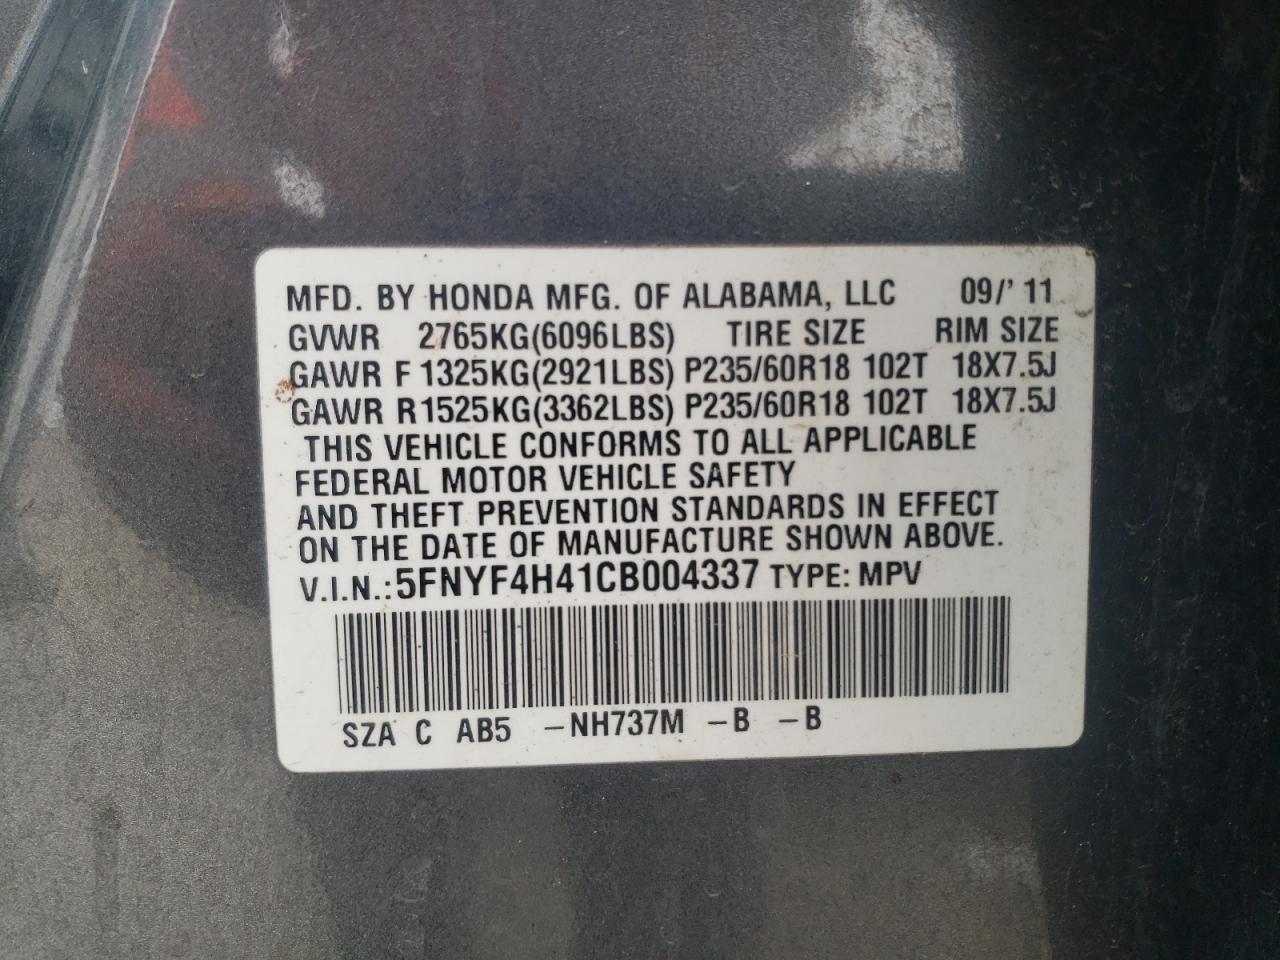 MFD. BY HONDA MFG. OF ALABAMA, LLC 09/' 11
GVWR 2765KG(6096LBS) TIRE SIZE RIM SIZE
GAWR F 1325KG(2921LBS) P235/60R18 102T 18X7.5J
GAWR R1525KG(3362LBS) P235/60R18 102T 18X7.5J
THIS VEHICLE CONFORMS TO ALL APPLICABLE
FEDERAL MOTOR VEHICLE SAFETY
AND THEFT PREVENTION STANDARDS IN EFFECT
ON THE DATE OF MANUFACTURE SHOWN ABOVE.
V.I.N.: 5FNYF4H41CB004337 TYPE: MPV
SZA C AB5 -NH737M -B -B